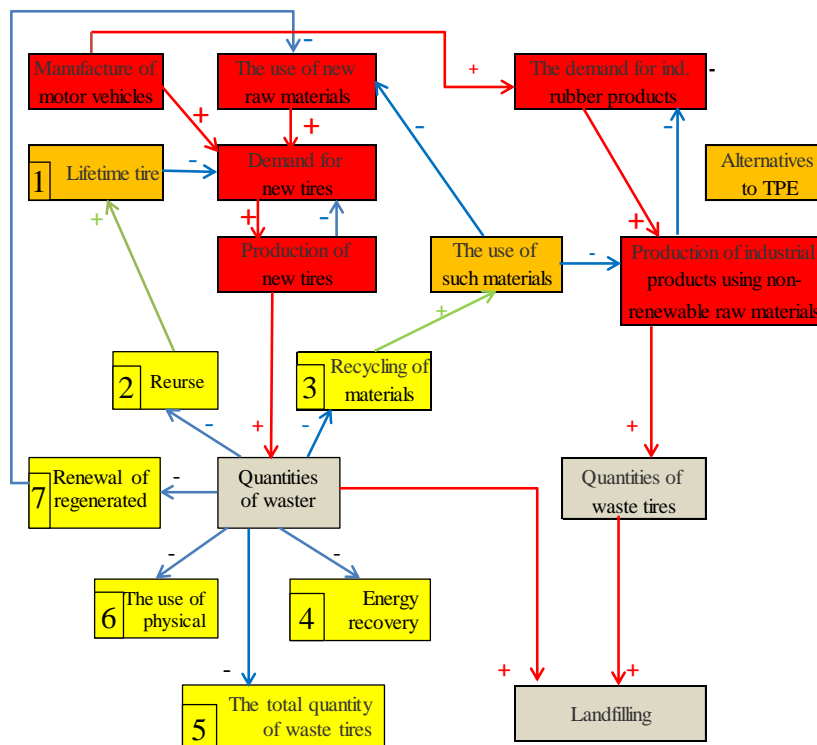 -
Manufacture of
motor vehicles
The use of new
raw materials
+
The demand for ind.
rubber products
-
+
+
-
-
1
Lifetime tire
-
Demand for
new tires
Alternatives
to TPE
+
+
-
+
Production of
new tires
The use of
such materials
-
Production of industrial
products using non-
renewable raw materials
+
2
Reurse
3
Recycling of
materials
-
+
-
+
7
Renewal of
regenerated
-
Quantities
of waster
Quantities of
waste tires
-
-
6
The use of
physical
4
Energy
recovery
-
+
+
5
The total quantity
of waste tires
Landfilling